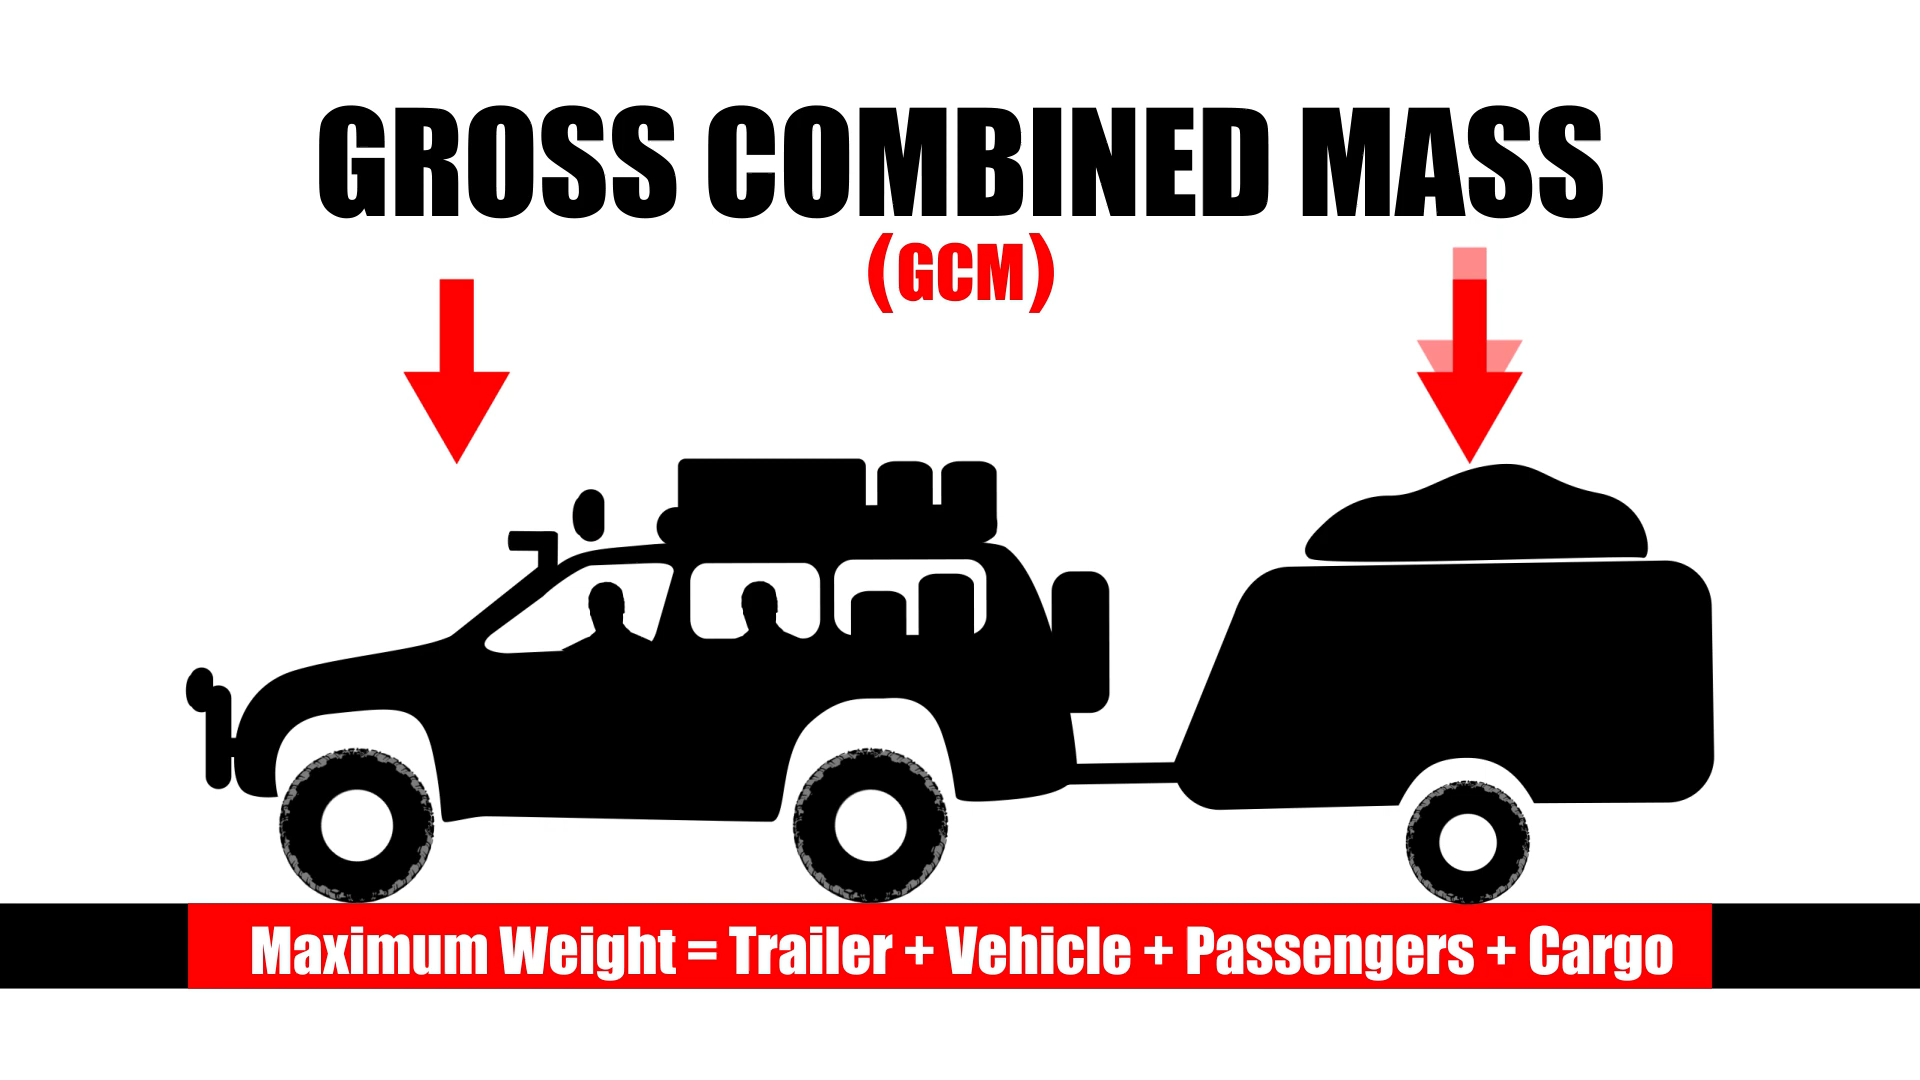 GROSS COMBINED MASS
(GCM)
Maximum Weight = Trailer + Vehicle + Passengers + Cargo